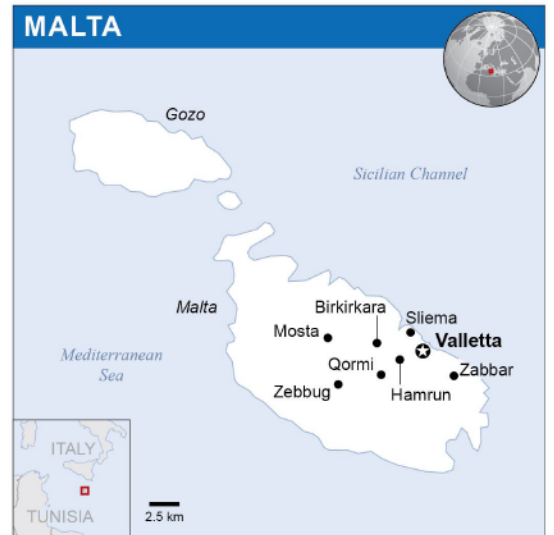 MALTA
Gozo
Sicilian Channel
Malta
Birkirkara
Sliema
Mosta
Valletta
Mediterranean
Sea
Qormi
Zabbar
Zebbug
Hamrun
ITALY
TUNISIA
2.5 km